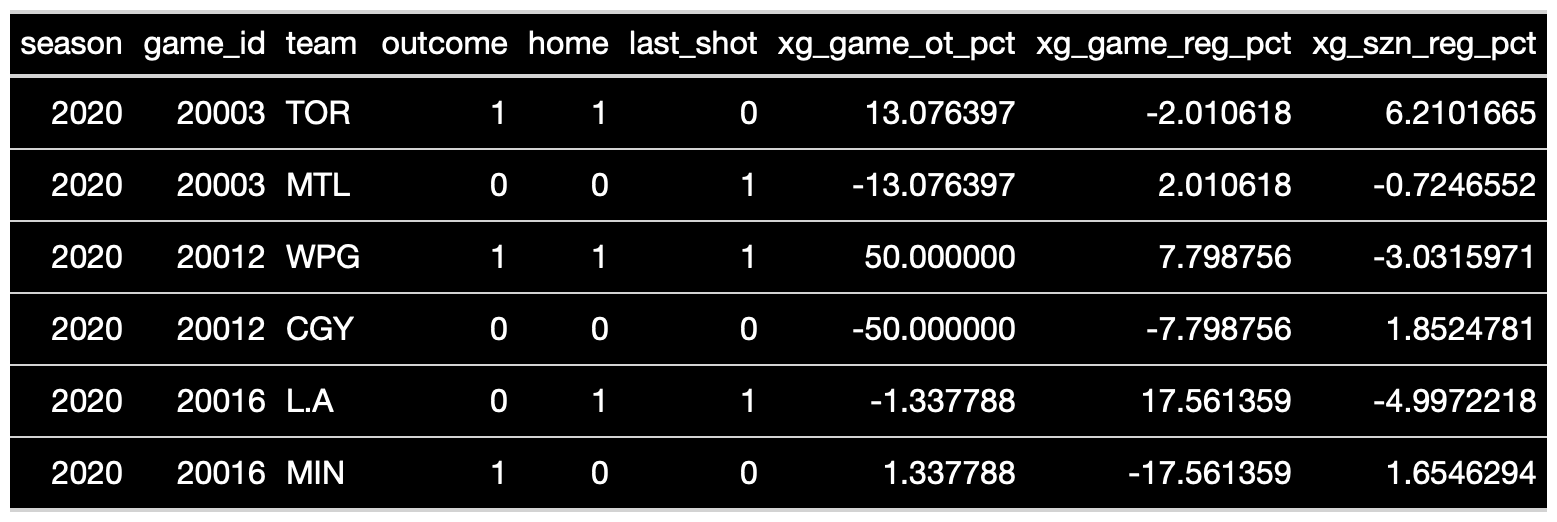 season game_id team outcome home last_shot xg_game_ot_pct xg_game_reg_pct xg_szn_reg_pct
2020 20003 TOR 1 1 0 13.076397 -2.010618 6.2101665
2020 20003 MTL 0 0 1 -13.076397 2.010618 -0.7246552
2020 20012 WPG 1 1 1 50.000000 7.798756 -3.0315971
2020 20012 CGY 0 0 0 -50.000000 -7.798756 1.8524781
2020 20016 L.A 0 1 1 -1.337788 17.561359 -4.9972218
2020 20016 MIN 1 0 0 1.337788 -17.561359 1.6546294